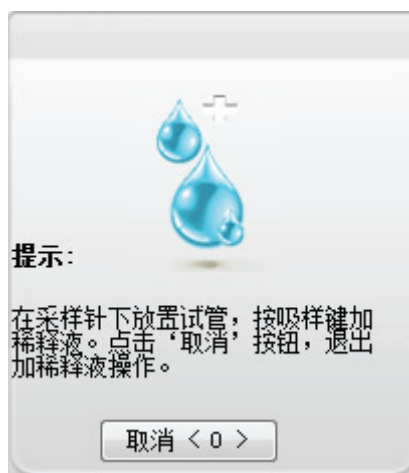 提示:
在采样针下放置试管，按吸样键加
稀释液。点击‘取消’按钮，退出
加稀释液操作。
取消 < O >